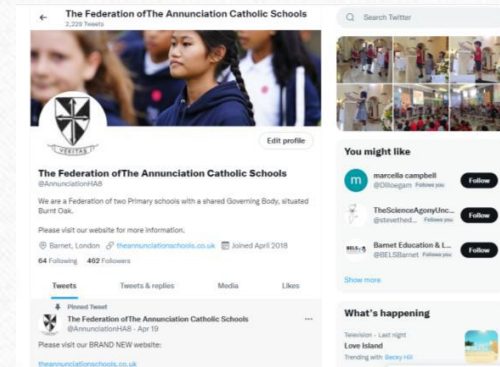 The Federation ofThe Annunciation Catholic Schools
2,229 Tweets
VERITAS
Edit profile
The Federation ofThe Annunciation Catholic Schools
@AnnunciationHA8
We are a Federation of two Primary schools with a shared Governing Body, situated
Burnt Oak.
Please visit our website for more information.
Barnet, London theannunciationschools.co.uk Joined April 2018
64 Following 402 Followers
Tweets Tweets & replies Media Likes
Pinned Tweet
The Federation ofThe Annunciation Catholic Schools
@AnnunciationHA8 · Apr 19
Please visit our BRAND NEW website:
theannunciationschools.co.uk
Search Twitter
You might like
m
marcella campbell
@Dilloegam Follows you
Follow
TheScienceAgonyUnc...
@stevethed... Follows you
Follow
BELS
Barnet Education & L...
@BELSBarnet Follows you
Follow
Show more
What's happening
Television · Last night
Love Island
Trending with Becky Hill